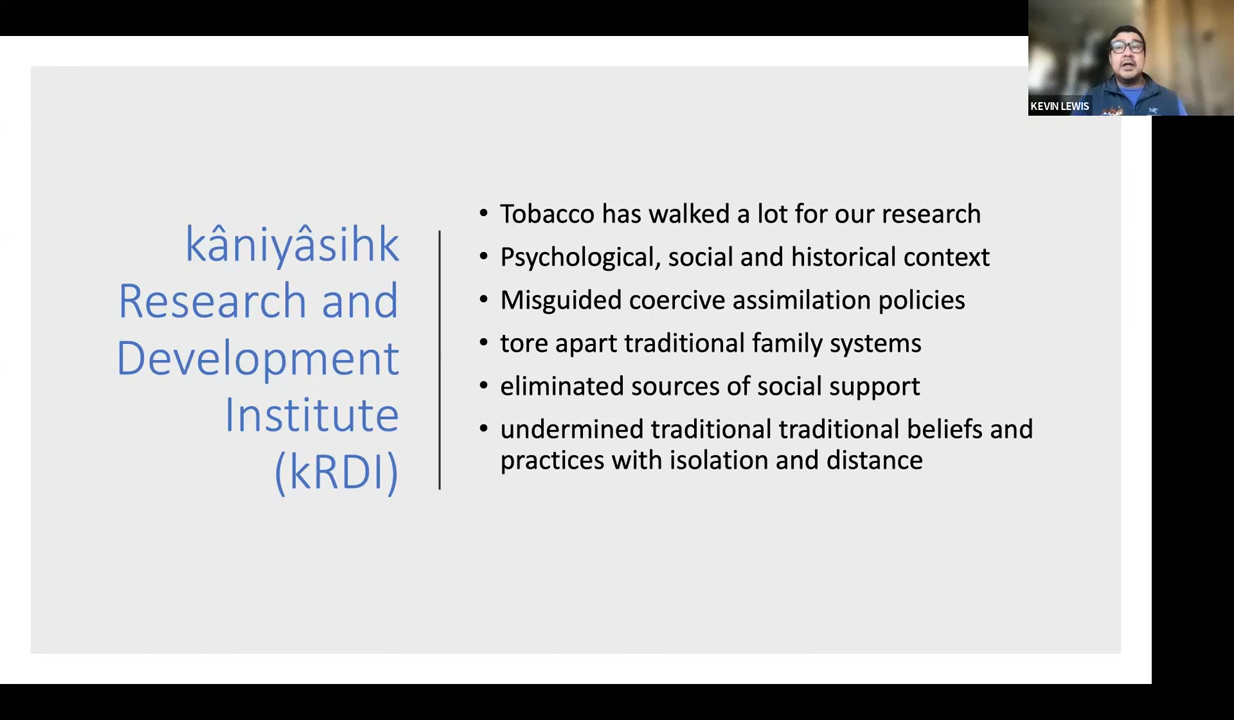 KEVIN LEWIS
kâniyâsihk
Research and
Development
Institute
(kRDI)
• Tobacco has walked a lot for our research
• Psychological, social and historical context
• Misguided coercive assimilation policies
• tore apart traditional family systems
• eliminated sources of social support
• undermined traditional traditional beliefs and
practices with isolation and distance